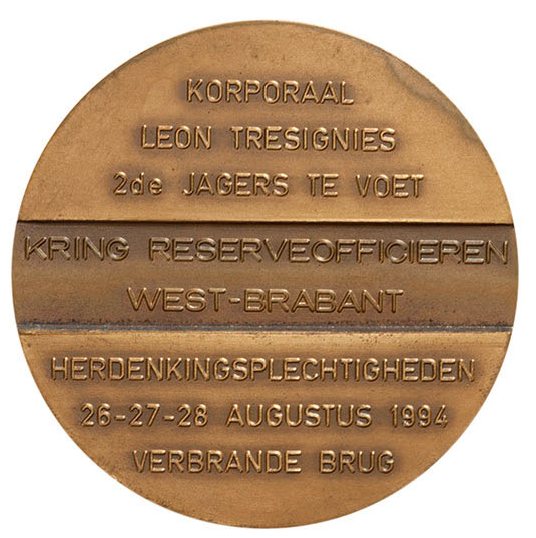 KORPORAAL
LEON TRESIGNIES
2de JAGERS TE VOET
KRING RESERVEOFFICIEREN
WEST-BRABANT
HERDENKINGSPLECHTIGHEDEN
26-27-28 AUGUSTUS 1994
VERBRANDE BRUG